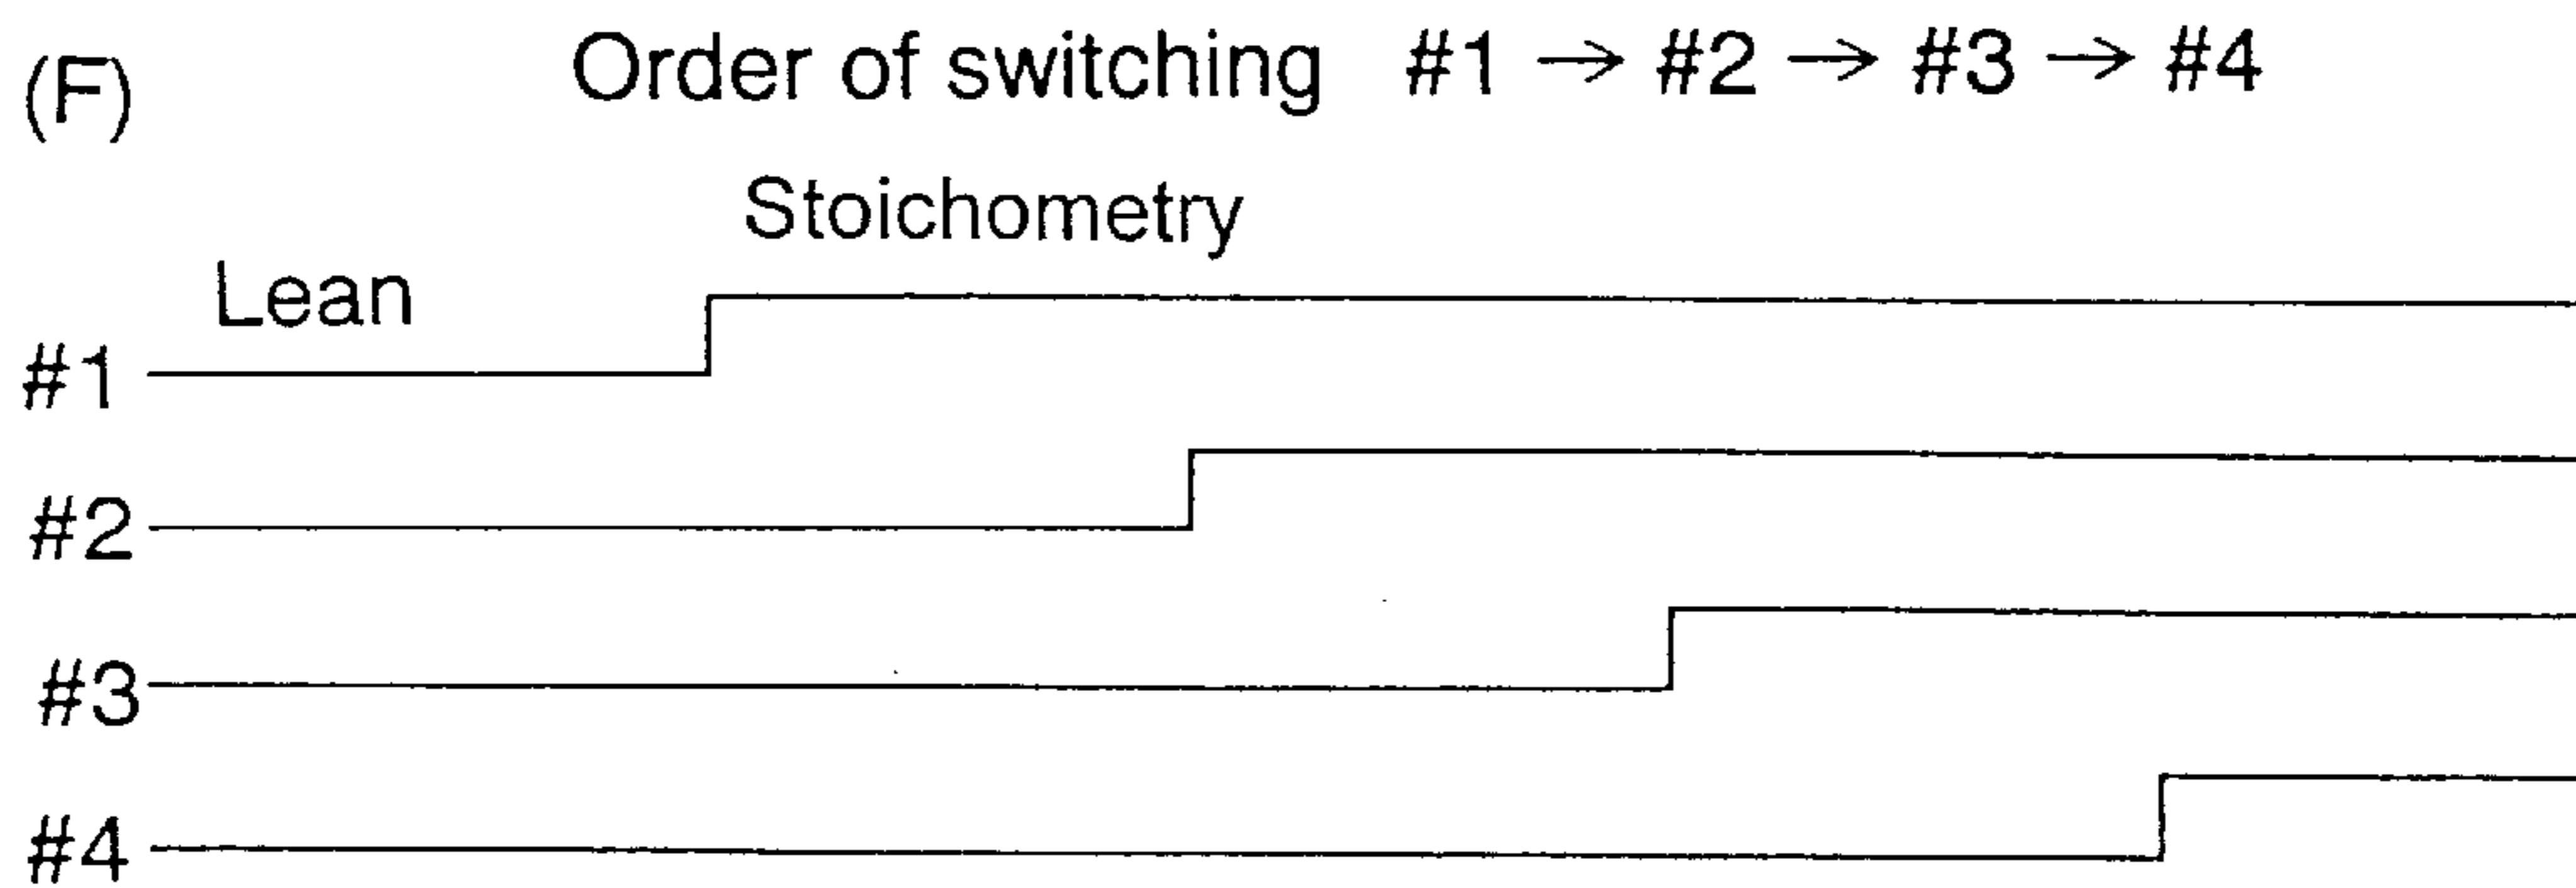 (F) Order of switching #1 → #2 → #3 → #4
Stoichometry
Lean
#1
#2
#3
#4